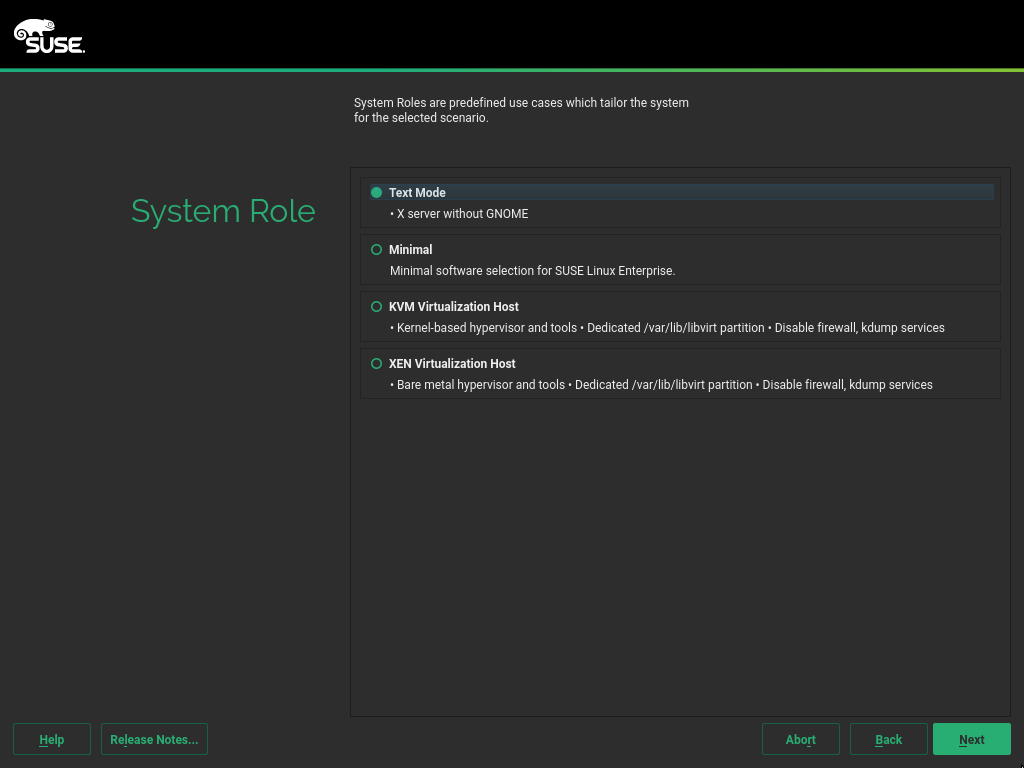 SUSE.
System Roles are predefined use cases which tailor the system
for the selected scenario.
System Role
Text Mode
• X server without GNOME
Minimal
Minimal software selection for SUSE Linux Enterprise.
KVM Virtualization Host
• Kernel-based hypervisor and tools • Dedicated /var/lib/libvirt partition • Disable firewall, kdump services
XEN Virtualization Host
• Bare metal hypervisor and tools • Dedicated /var/lib/libvirt partition • Disable firewall, kdump services
Help
Release Notes...
Abort
Back
Next